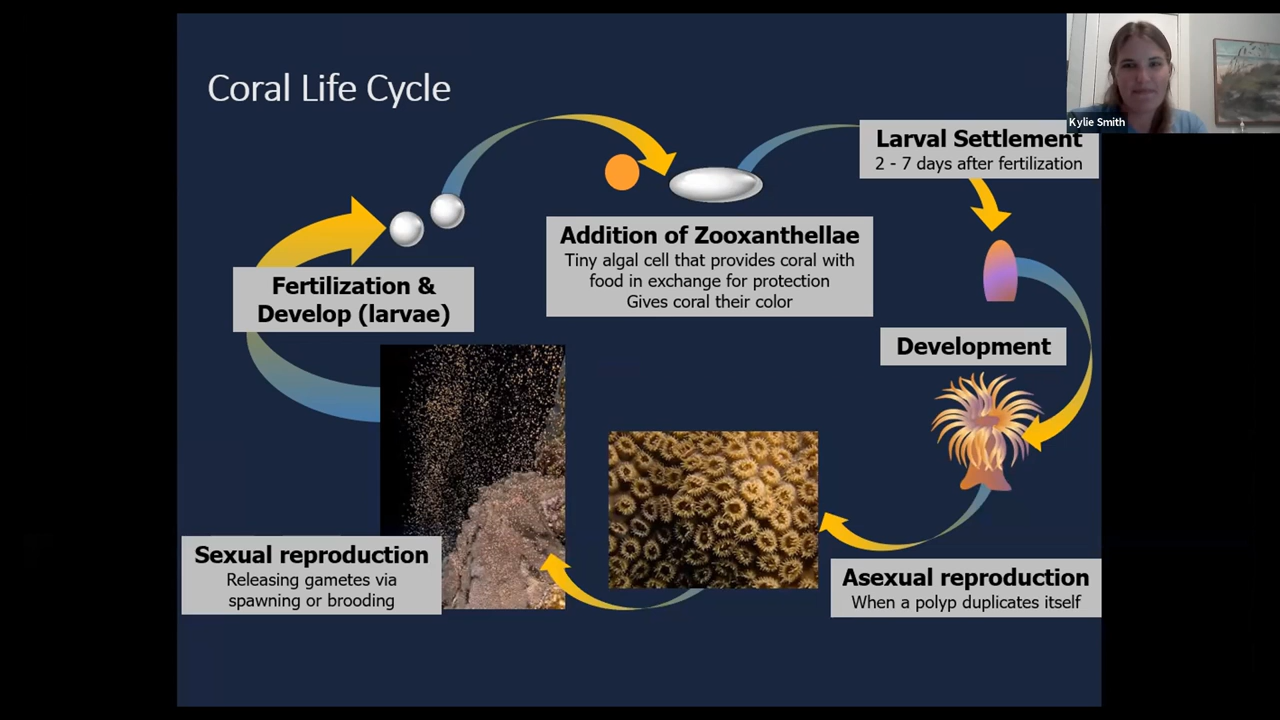 Coral Life Cycle
Kylie Smith
Larval Settlement
2 - 7 days after fertilization
Addition of Zooxanthellae
Tiny algal cell that provides coral with
food in exchange for protection
Gives coral their color
Fertilization &
Develop (larvae)
Development
Sexual reproduction
Releasing gametes via
spawning or brooding
Asexual reproduction
When a polyp duplicates itself